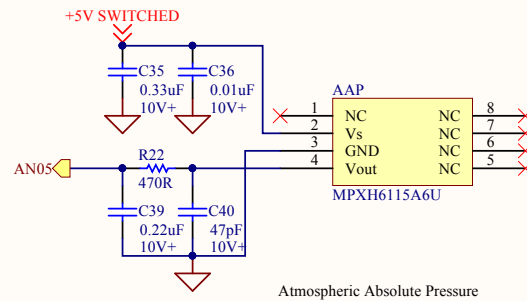 +5V SWITCHED
C35
0.33uF
10V+
C36
0.01uF
10V+
AAP
1 NC NC 8
2 Vs NC 7
3 GND NC 6
4 Vout NC 5
MPXH6115A6U
AN05
R22
470R
C39
0.22uF
10V+
C40
47pF
10V+
Atmospheric Absolute Pressure